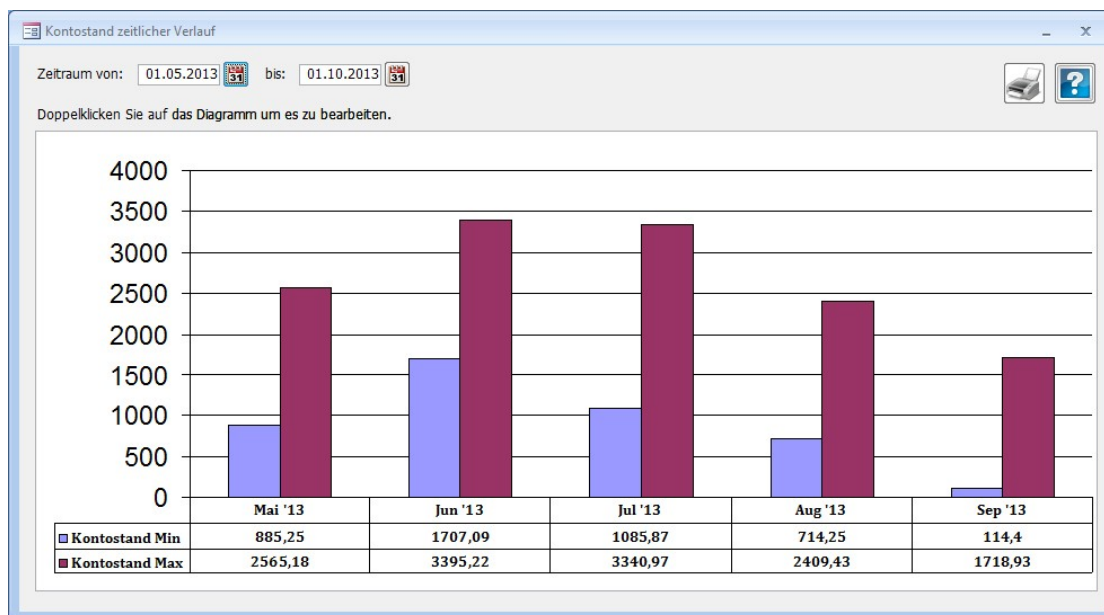 Kontostand zeitlicher Verlauf
Zeitraum von: 01.05.2013 31 bis: 01.10.2013 31
?
Doppelklicken Sie auf das Diagramm um es zu bearbeiten.
4000
3500
3000
2500
2000
1500
1000
500
0
Mai '13 Jun '13 Jul '13 Aug '13 Sep '13
Kontostand Min 885,25 1707,09 1085,87 714,25 114,4
Kontostand Max 2565,18 3395,22 3340,97 2409,43 1718,93